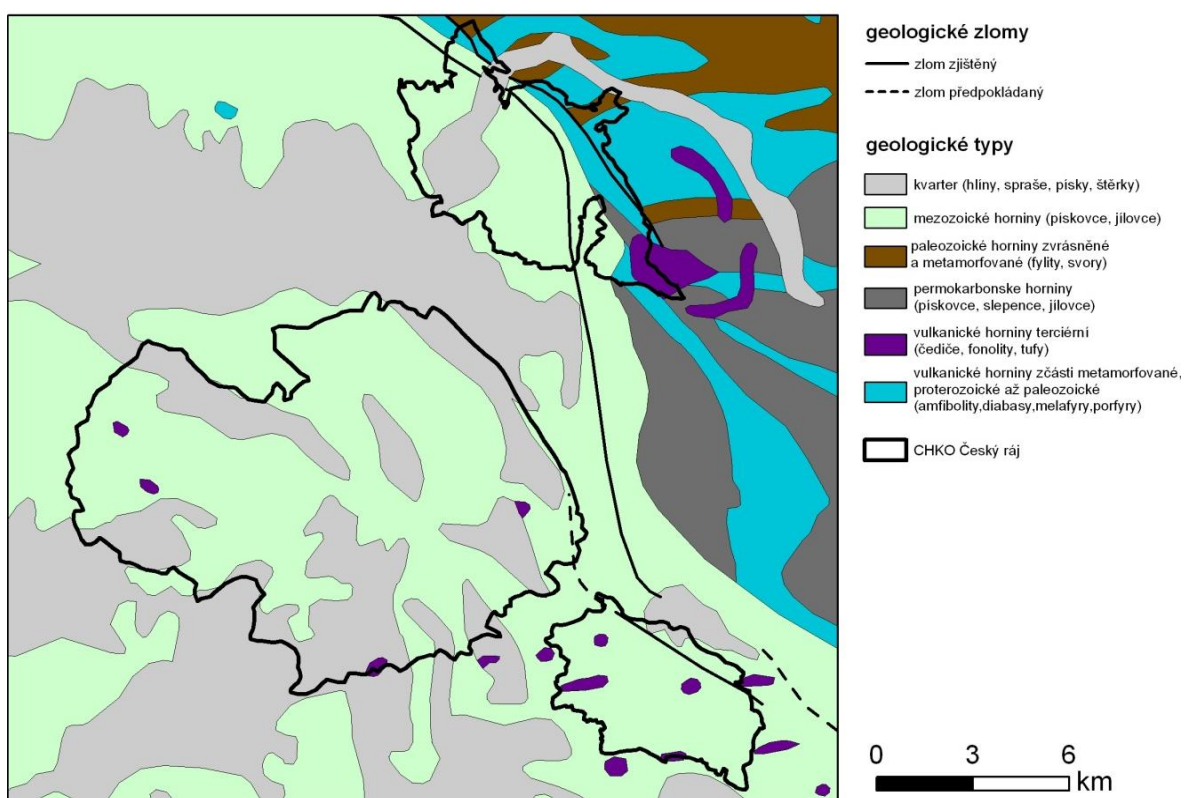 geologické zlomy
zlom zjištěný
zlom předpokládaný
geologické typy
kvarter (hlíny, spraše, písky, štěrky)
mezozoické horniny (pískovce, jílovce)
paleozoické horniny zvrásněné
a metamorfované (fylity, svory)
permokarbonske horniny
(pískovce, slepence, jílovce)
vulkanické horniny terciérní
(čediče, fonolity, tufy)
vulkanické horniny zčásti metamorfované,
proterozoické až paleozoické
(amfibolity,diabasy,melafyry,porfyry)
CHKO Český ráj
0 3 6
km